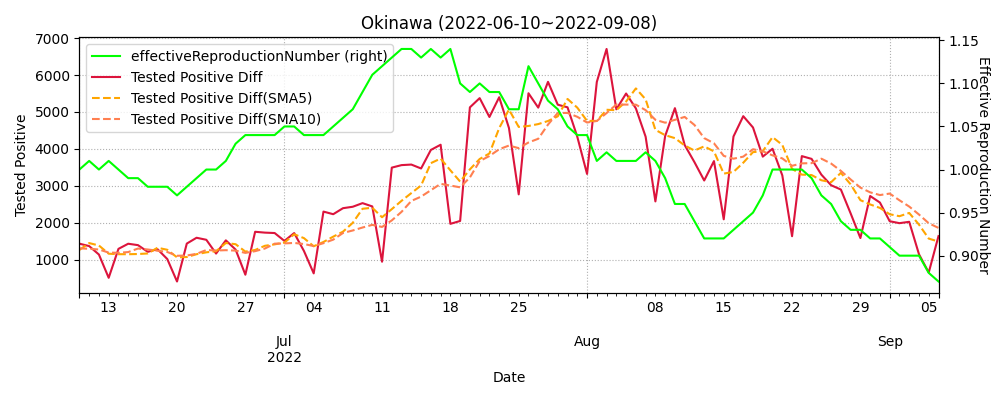 Okinawa (2022-06-10~2022-09-08)
effectiveReproductionNumber (right)
Tested Positive Diff
Tested Positive Diff(SMA5)
Tested Positive Diff(SMA10)
Tested Positive
7000
6000
5000
4000
3000
2000
1000
1.15
1.10
1.05
1.00
0.95
0.90
Effective Reproduction Number
13 20 27 04 11 18 25 08 15 22 29 05
Jul Aug Sep
2022
Date